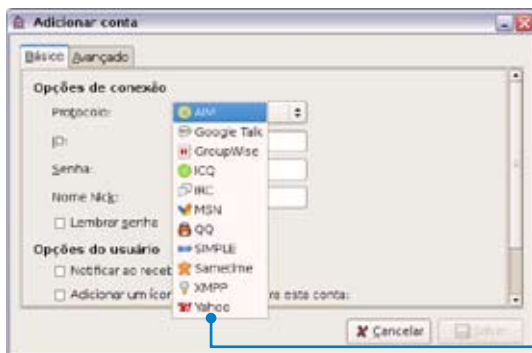 Adicionar conta
Básico Avançado
Opções de conexão
Protocolo: AIM
Google Talk
ID:
GroupWise
Senha: ICQ
IRC
Nome Nick:
MSN
Lembrar senha QQ
Opções do usuário SIMPLE
Notificar ao receb Sametime
XMPP
Adicionar um ícon re esta conta:
Yahoo
Cancelar Salvar